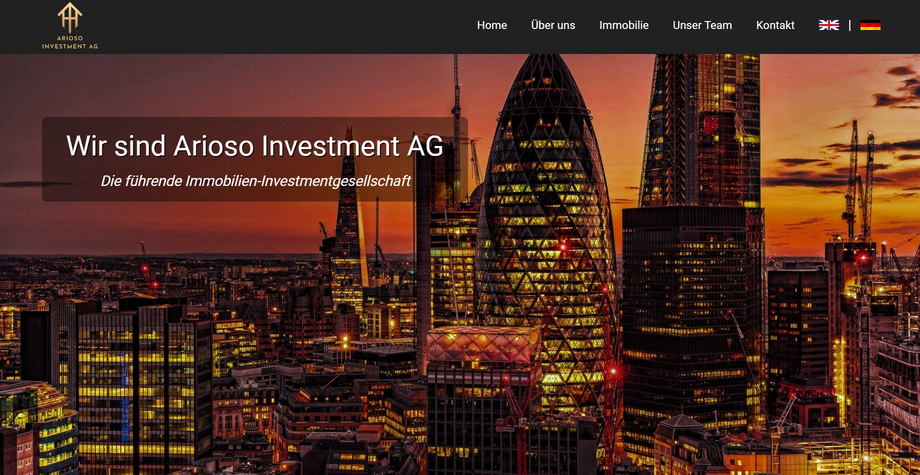 ARIOSO
INVESTMENT AG
Home Über uns Immobilie Unser Team Kontakt |
Wir sind Arioso Investment AG
Die führende Immobilien-Investmentgesellschaft